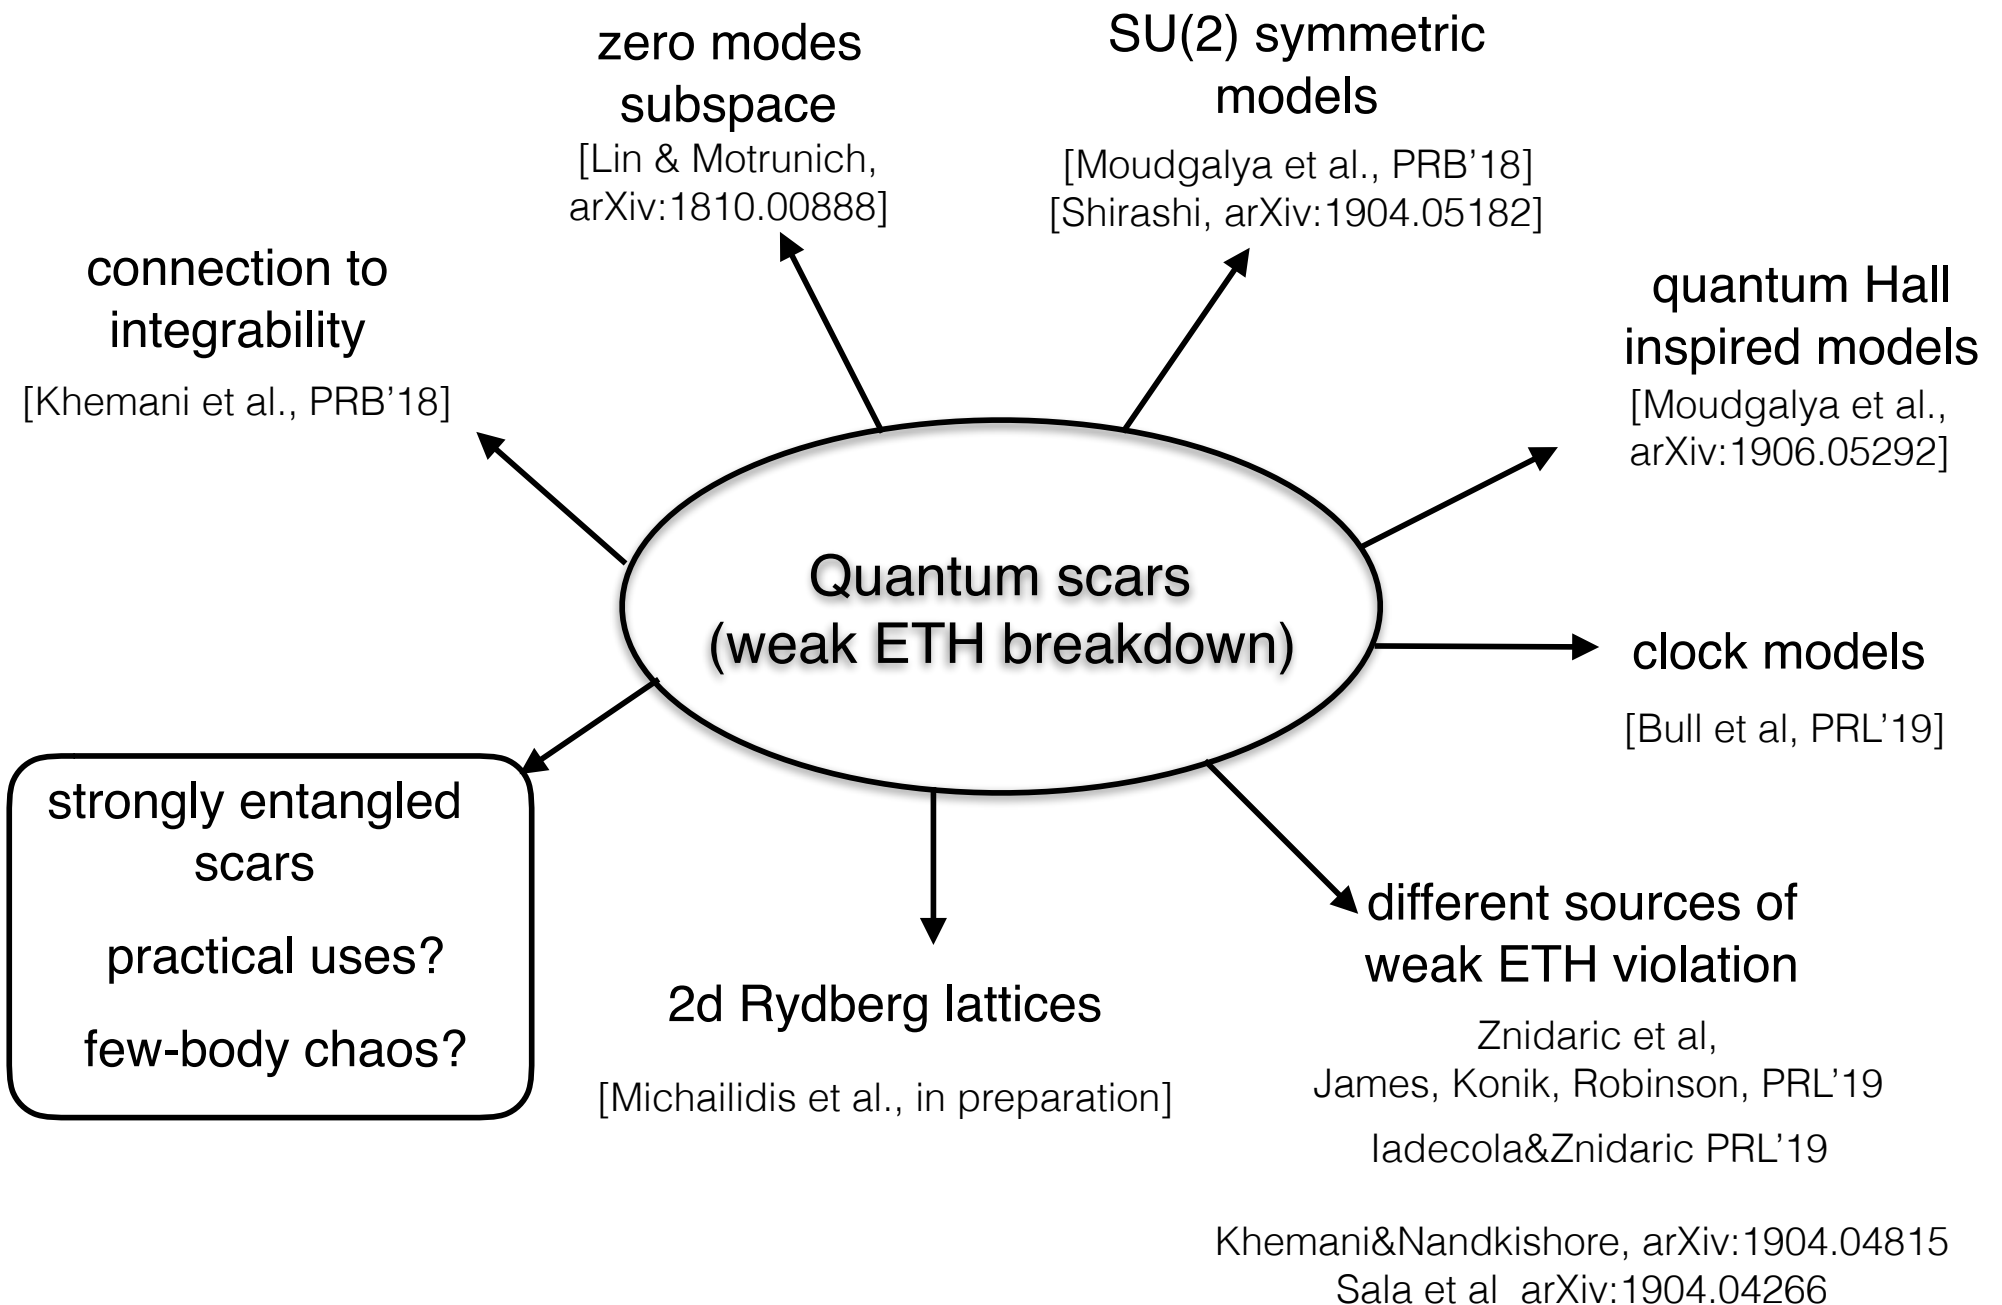 zero modes
subspace
[Lin & Motrunich,
arXiv:1810.00888]
SU(2) symmetric
models
[Moudgalya et al., PRB’18]
[Shirashi, arXiv:1904.05182]
connection to
integrability
[Khemani et al., PRB’18]
quantum Hall
inspired models
[Moudgalya et al.,
arXiv:1906.05292]
Quantum scars
(weak ETH breakdown)
clock models
[Bull et al, PRL’19]
strongly entangled
scars
practical uses?
few-body chaos?
2d Rydberg lattices
[Michailidis et al., in preparation]
different sources of
weak ETH violation
Znidaric et al,
James, Konik, Robinson, PRL’19
Iadecola&Znidaric PRL’19
Khemani&Nandkishore, arXiv:1904.04815
Sala et al  arXiv:1904.04266